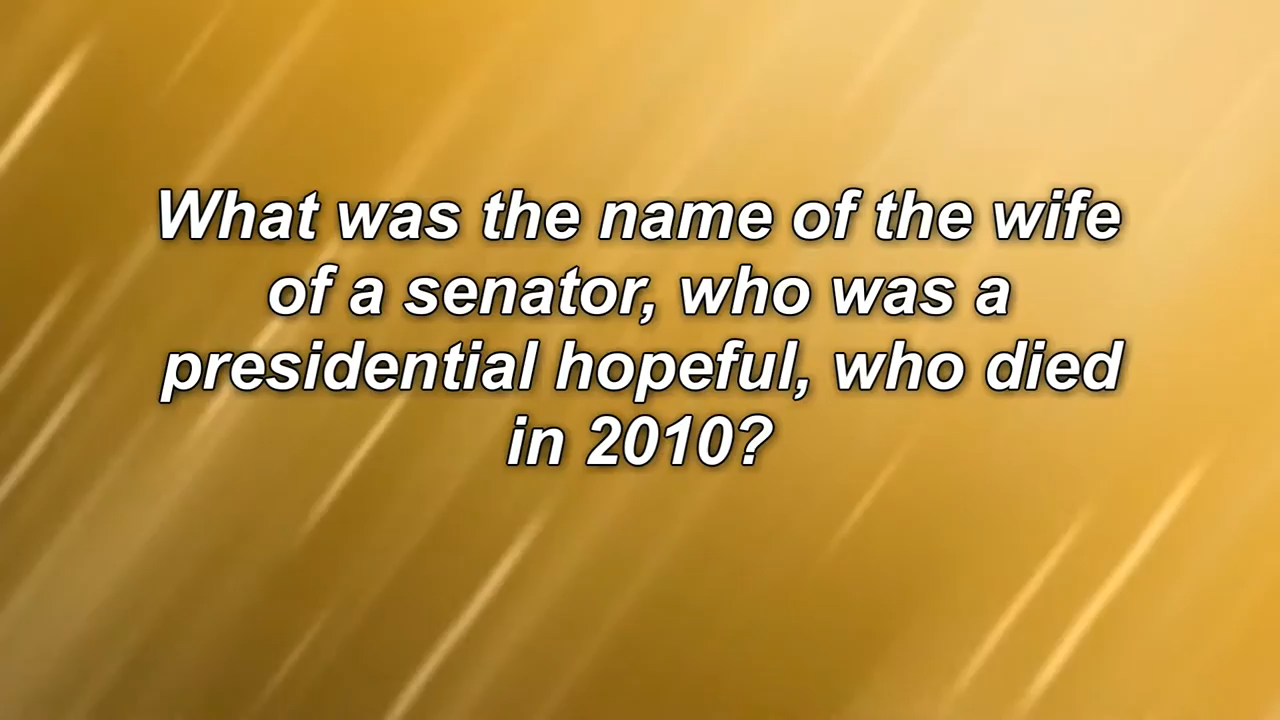 What was the name of the wife
of a senator, who was a
presidential hopeful, who died
in 2010?